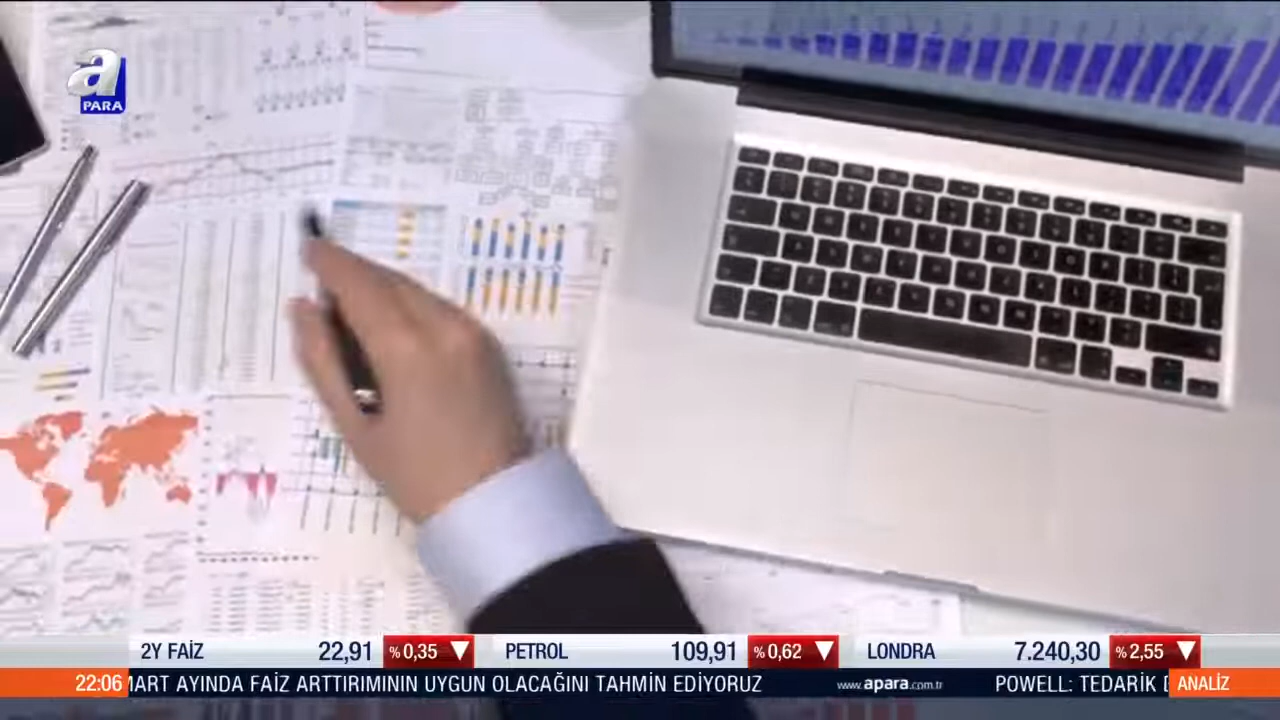 a
PARA
2Y FAİZ 22,91 %0,35 PETROL 109,91 %0,62 LONDRA 7.240,30 %2,55
22:06 MART AYINDA FAİZ ARTTIRIMININ UYGUN OLACAĞINI TAHMİN EDİYORUZ www.apara.com.tr POWELL: TEDARİK ANALİZ